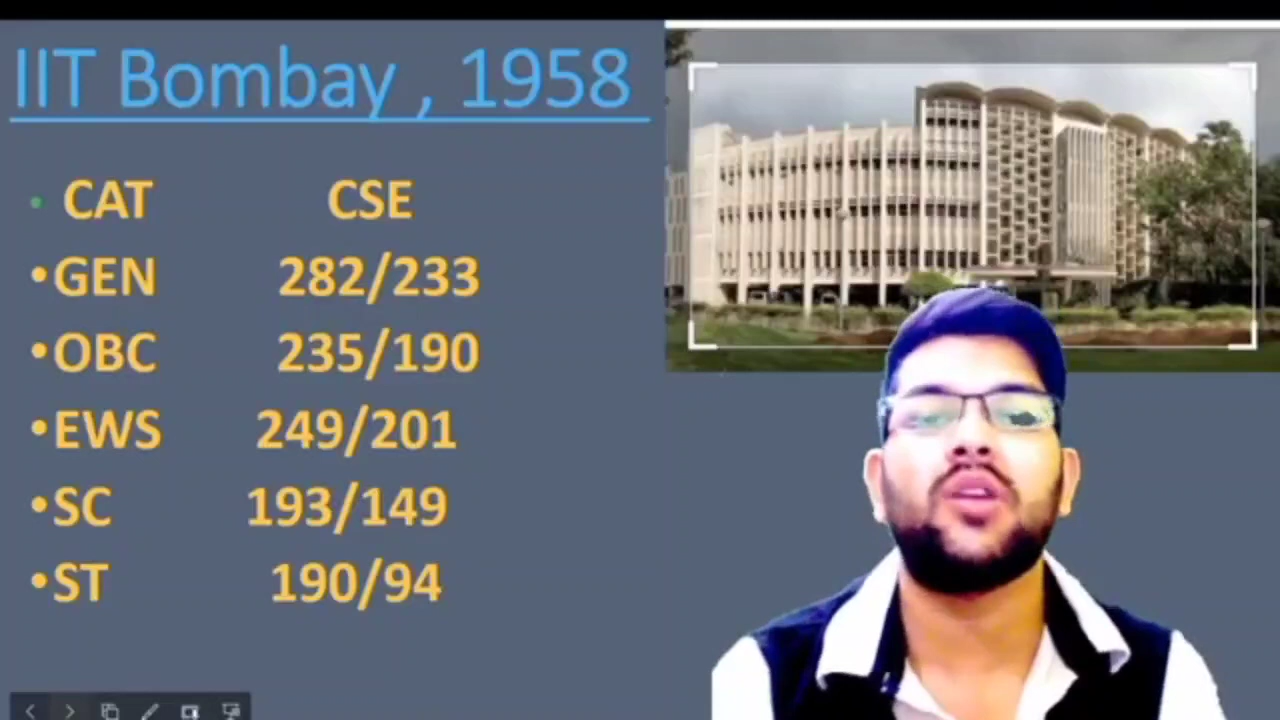 IIT Bombay , 1958
• CAT CSE
•GEN 282/233
•OBC 235/190
•EWS 249/201
•SC 193/149
•ST 190/94